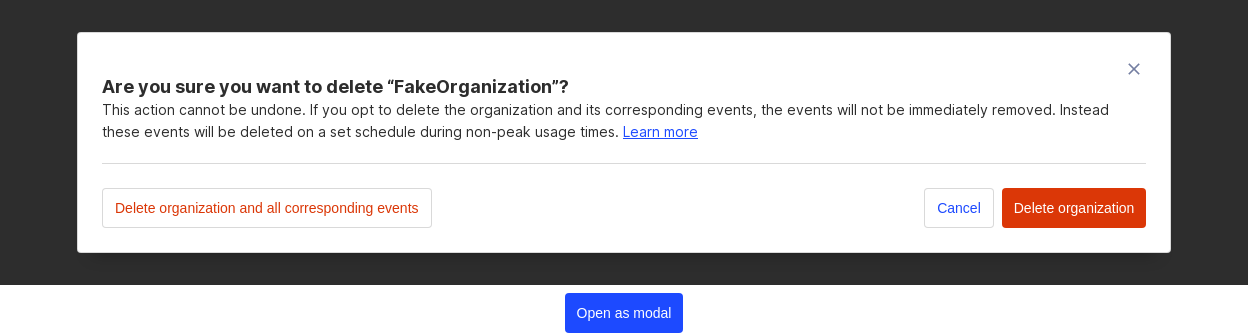 Are you sure you want to delete “FakeOrganization”?
This action cannot be undone. If you opt to delete the organization and its corresponding events, the events will not be immediately removed. Instead
these events will be deleted on a set schedule during non-peak usage times. Learn more
Delete organization and all corresponding events
Cancel
Delete organization
Open as modal